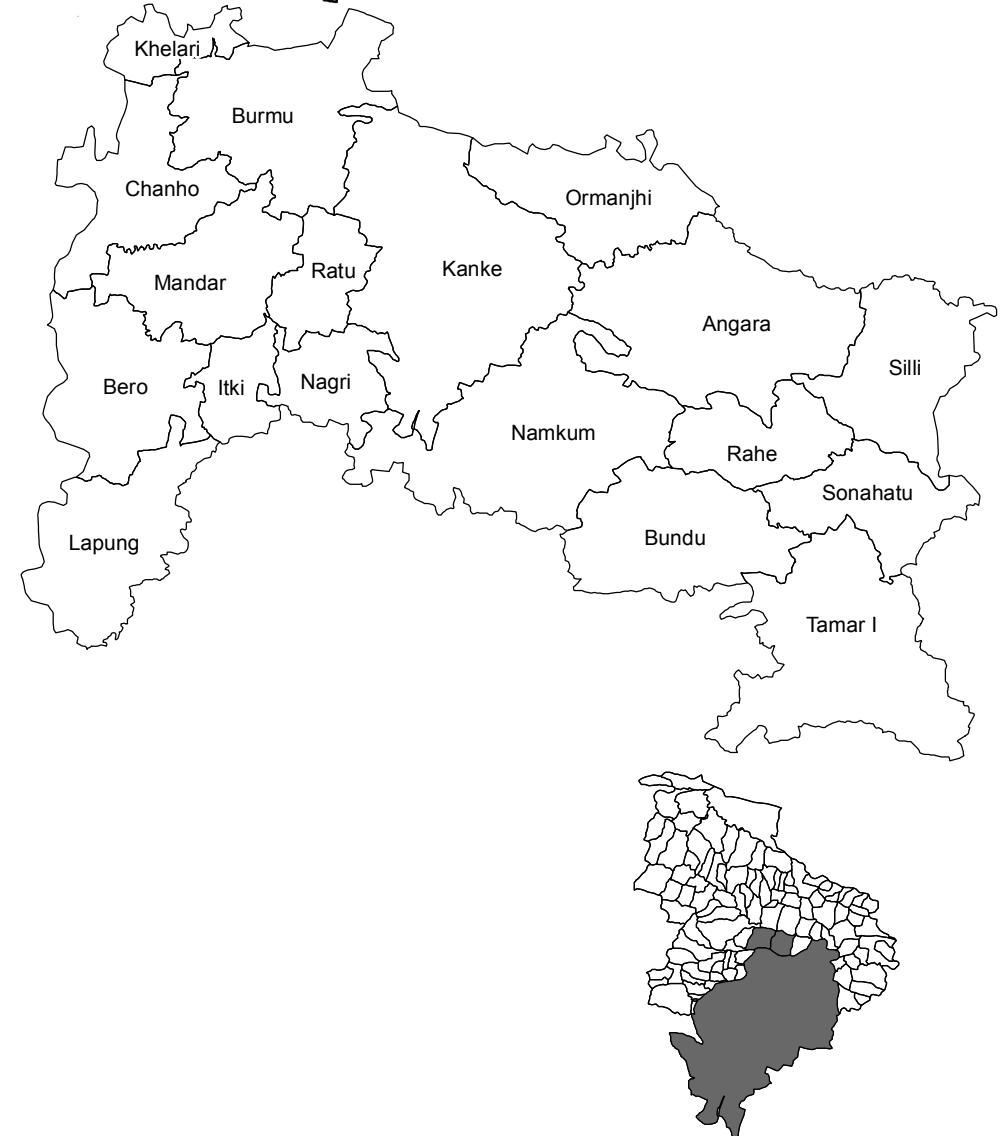 Khelari
Burmu
Chanho
Ormanjhi
Mandar
Ratu
Kanke
Angara
Silli
Bero
Itki
Nagri
Namkum
Rahe
Sonahatu
Lapung
Bundu
Tamar I